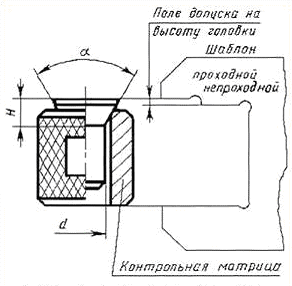 Поле допуска на
высоту головки
Шаблон
проходной
непроходной
α
H
d
Контрольная матрица